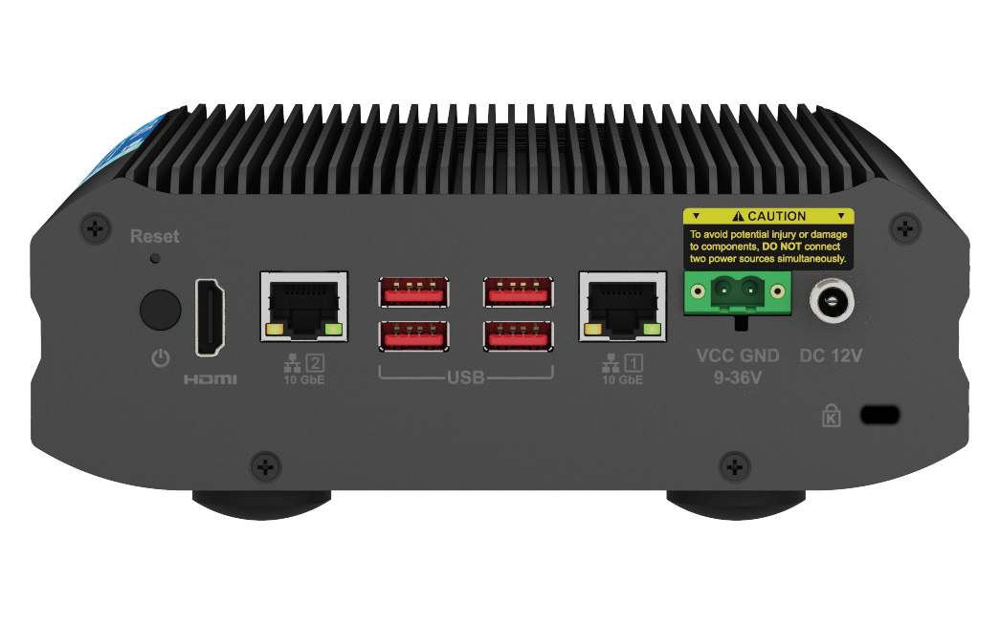 CAUTION
To avoid potential injury or damage
to components, DO NOT connect
two power sources simultaneously.
Reset
HDMI
2
10 GbE
USB
1
10 GbE
VCC GND
9-36V
DC 12V
K